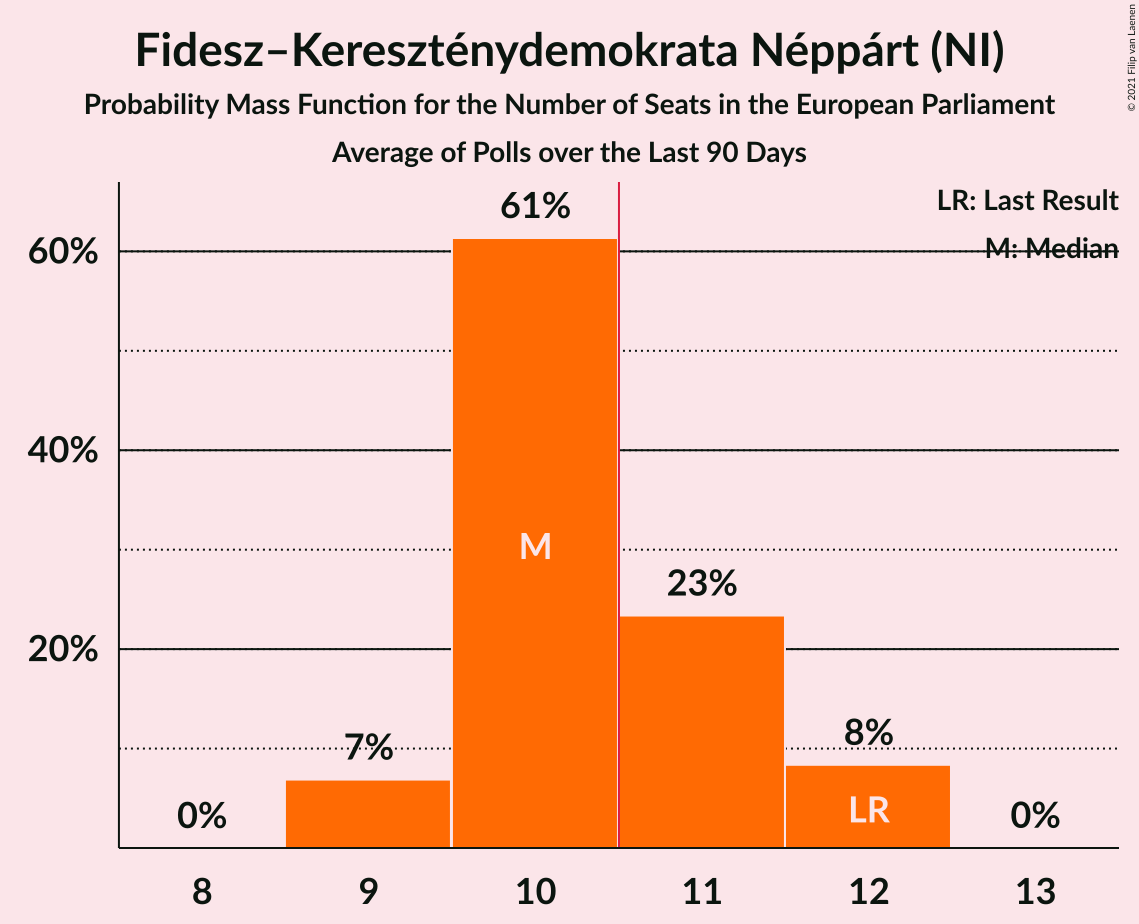 Fidesz–Kereszténydemokrata Néppárt (NI)
Probability Mass Function for the Number of Seats in the European Parliament
Average of Polls over the Last 90 Days
© 2021 Filip van Laenen
LR: Last Result
M: Median
60%
40%
20%
0%
7%
61%
23%
8%
0%
M
LR
8
9
10
11
12
13